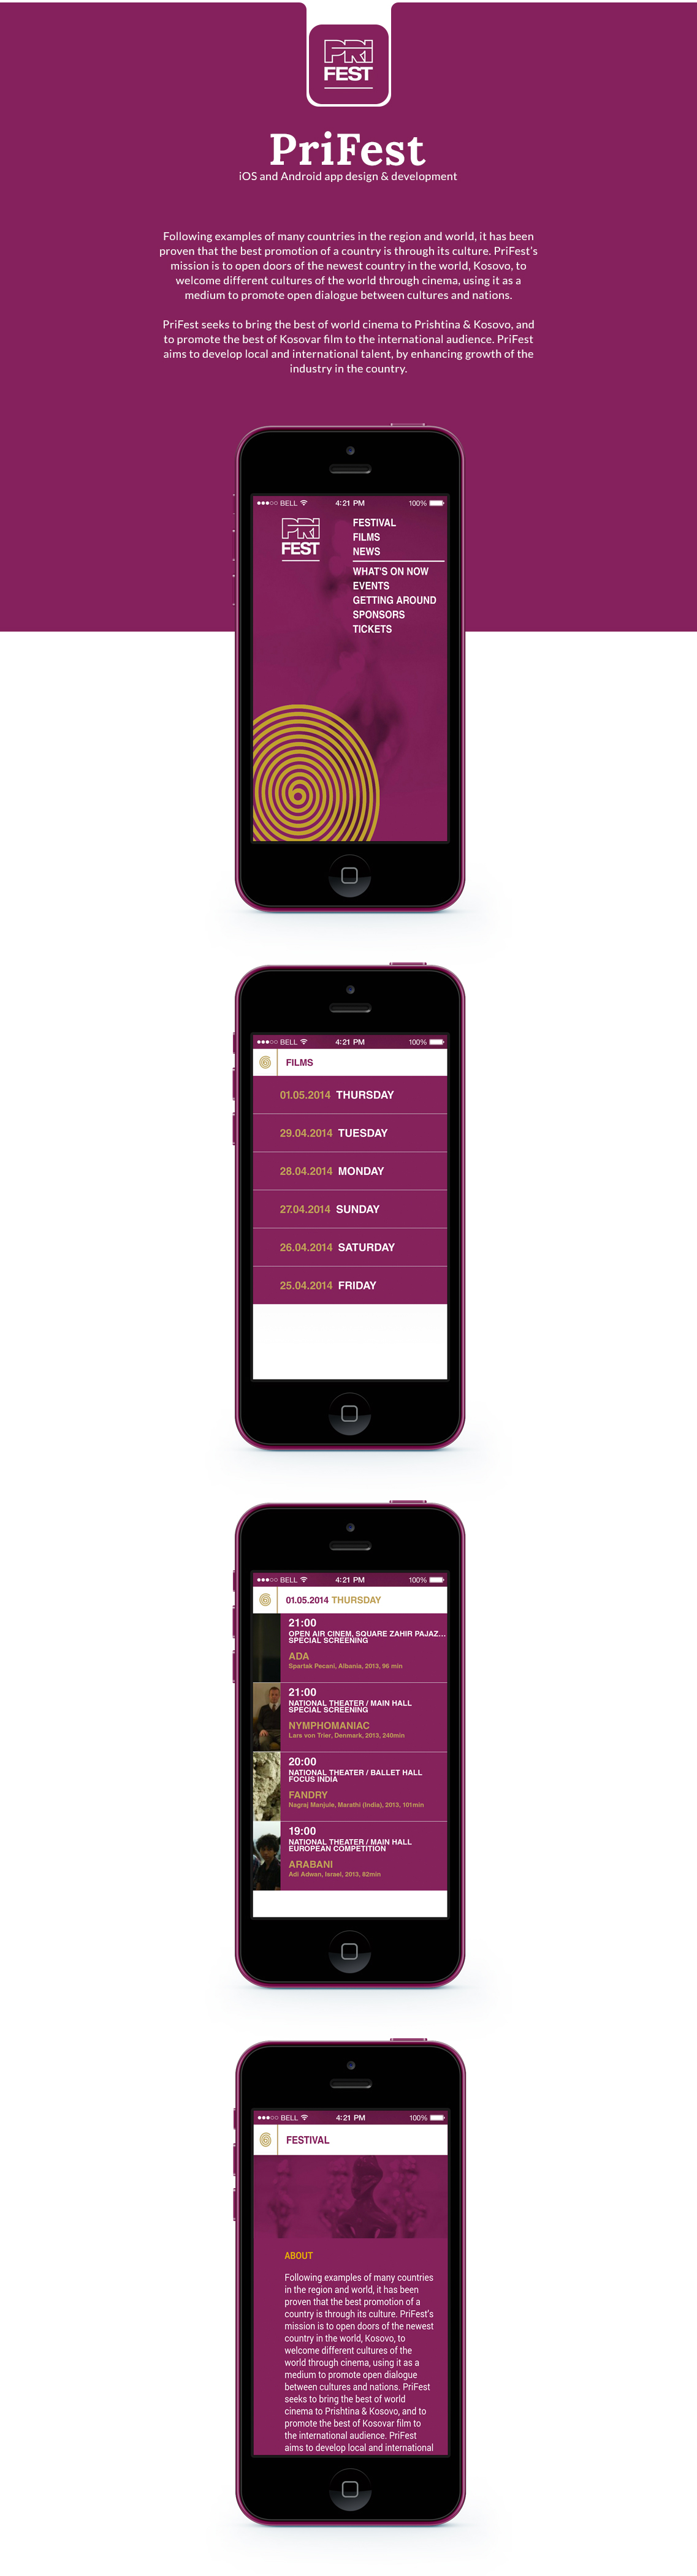 PRI
FEST
PriFest
iOS and Android app design & development
Following examples of many countries in the region and world, it has been
proven that the best promotion of a country is through its culture. PriFest's
mission is to open doors of the newest country in the world, Kosovo, to
welcome different cultures of the world through cinema, using it as a
medium to promote open dialogue between cultures and nations.
PriFest seeks to bring the best of world cinema to Prishtina & Kosovo, and
to promote the best of Kosovar film to the international audience. PriFest
aims to develop local and international talent, by enhancing growth of the
industry in the country.
BELL 4:21 PM 100%
PRI
FEST
FESTIVAL
FILMS
NEWS
WHAT'S ON NOW
EVENTS
GETTING AROUND
SPONSORS
TICKETS
BELL 4:21 PM 100%
FILMS
01.05.2014 THURSDAY
29.04.2014 TUESDAY
28.04.2014 MONDAY
27.04.2014 SUNDAY
26.04.2014 SATURDAY
25.04.2014 FRIDAY
BELL 4:21 PM 100%
01.05.2014 THURSDAY
21:00
OPEN AIR CINEM, SQUARE ZAHIR PAJAZ...
SPECIAL SCREENING
ADA
Spartak Pecani, Albania, 2013, 96 min
21:00
NATIONAL THEATER / MAIN HALL
SPECIAL SCREENING
NYMPHOMANIAC
Lars von Trier, Denmark, 2013, 240min
20:00
NATIONAL THEATER / BALLET HALL
FOCUS INDIA
FANDRY
Nagraj Manjule, Marathi (India), 2013, 101min
19:00
NATIONAL THEATER / MAIN HALL
EUROPEAN COMPETITION
ARABANI
Adi Adwan, Israel, 2013, 82min
BELL 4:21 PM 100%
FESTIVAL
ABOUT
Following examples of many countries
in the region and world, it has been
proven that the best promotion of a
country is through its culture. PriFest's
mission is to open doors of the newest
country in the world, Kosovo, to
welcome different cultures of the
world through cinema, using it as a
medium to promote open dialogue
between cultures and nations. PriFest
seeks to bring the best of world
cinema to Prishtina & Kosovo, and to
promote the best of Kosovar film to
the international audience. PriFest
aims to develop local and international